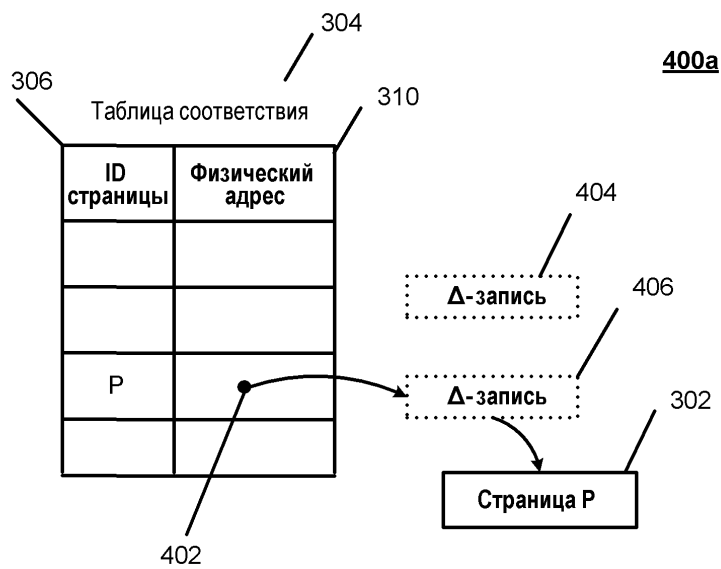 304
400a
306
310
Таблица соответствия
ID страницы
Физический адрес
404
Δ-запись
406
P
Δ-запись
302
Страница P
402